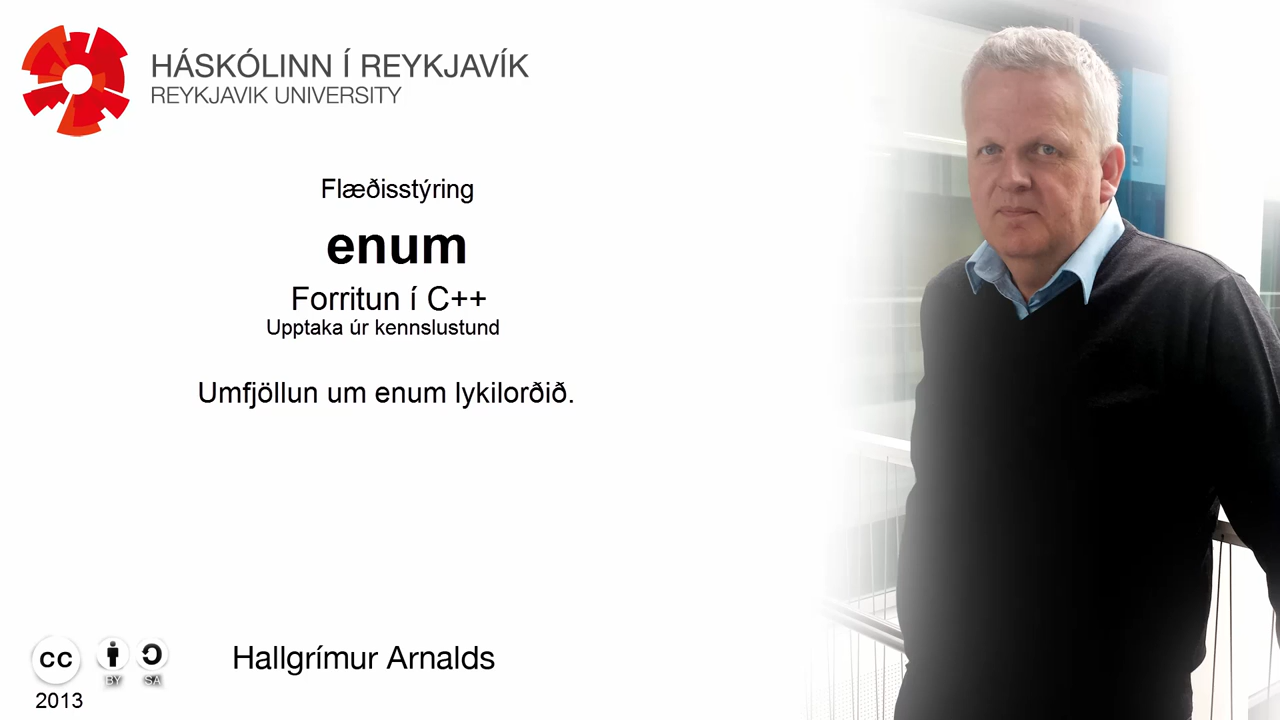 HÁSKÓLINN Í REYKJAVÍK
REYKJAVIK UNIVERSITY
Flæðisstýring
enum
Forritun í C++
Upptaka úr kennslustund
Umfjöllun um enum lykilorðið.
cc
BY SA
2013
Hallgrímur Arnalds